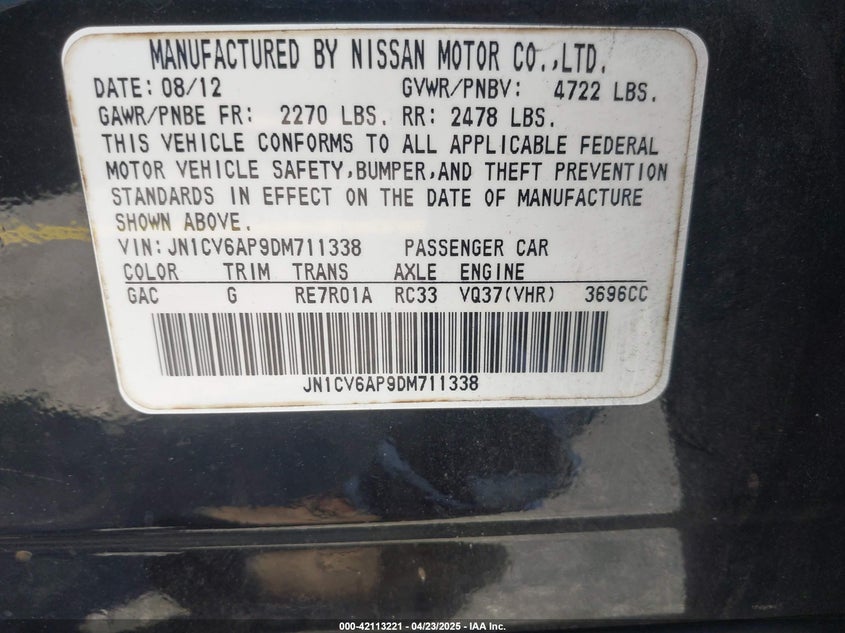 MANUFACTURED BY NISSAN MOTOR CO.,LTD.
DATE: 08/12 GVWR/PNBV: 4722 LBS.
GAWR/PNBE FR: 2270 LBS. RR: 2478 LBS.
THIS VEHICLE CONFORMS TO ALL APPLICABLE FEDERAL
MOTOR VEHICLE SAFETY,BUMPER,AND THEFT PREVENTION
STANDARDS IN EFFECT ON THE DATE OF MANUFACTURE
SHOWN ABOVE.
VIN:JN1CV6AP9DM711338 PASSENGER CAR
COLOR TRIM TRANS AXLE ENGINE
GAC G RE7R01A RC33 VQ37(VHR) 3696CC
JN1CV6AP9DM711338
000-42113221 - 04/23/2025 - IAA Inc.